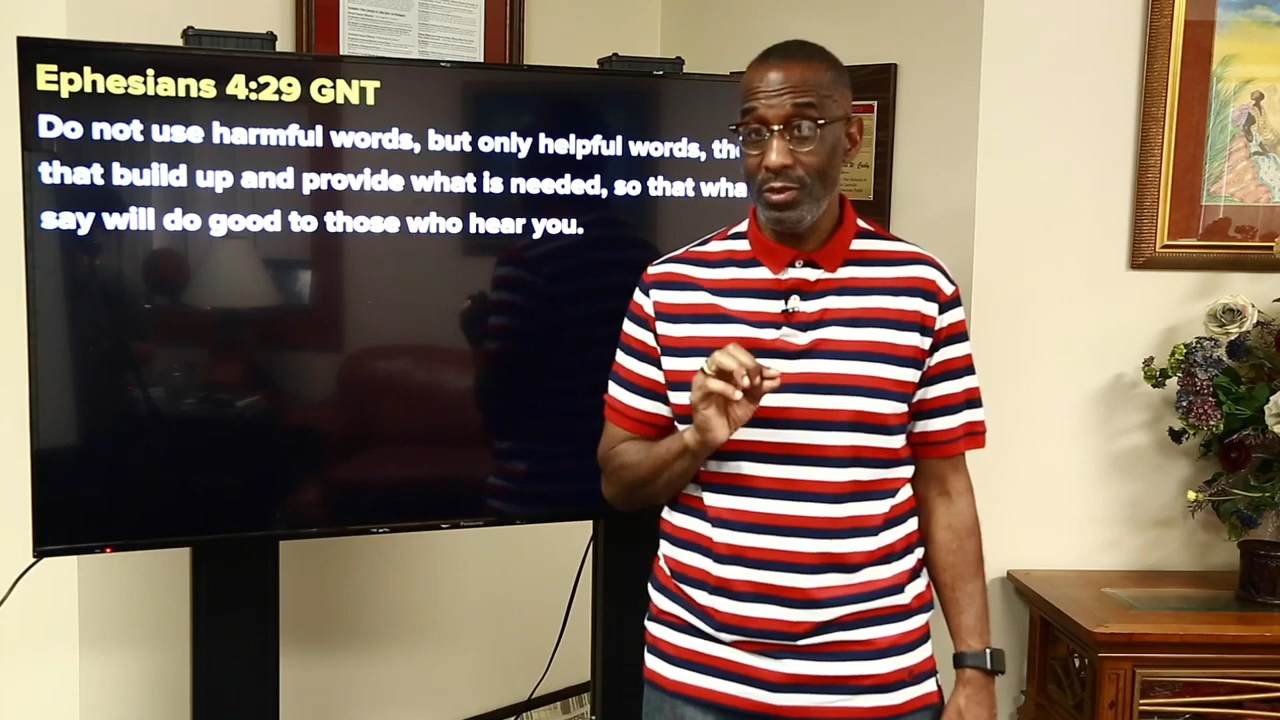 Ephesians 4:29 GNT
Do not use harmful words, but only helpful words, the
that build up and provide what is needed, so that wha
say will do good to those who hear you.
Panasonic